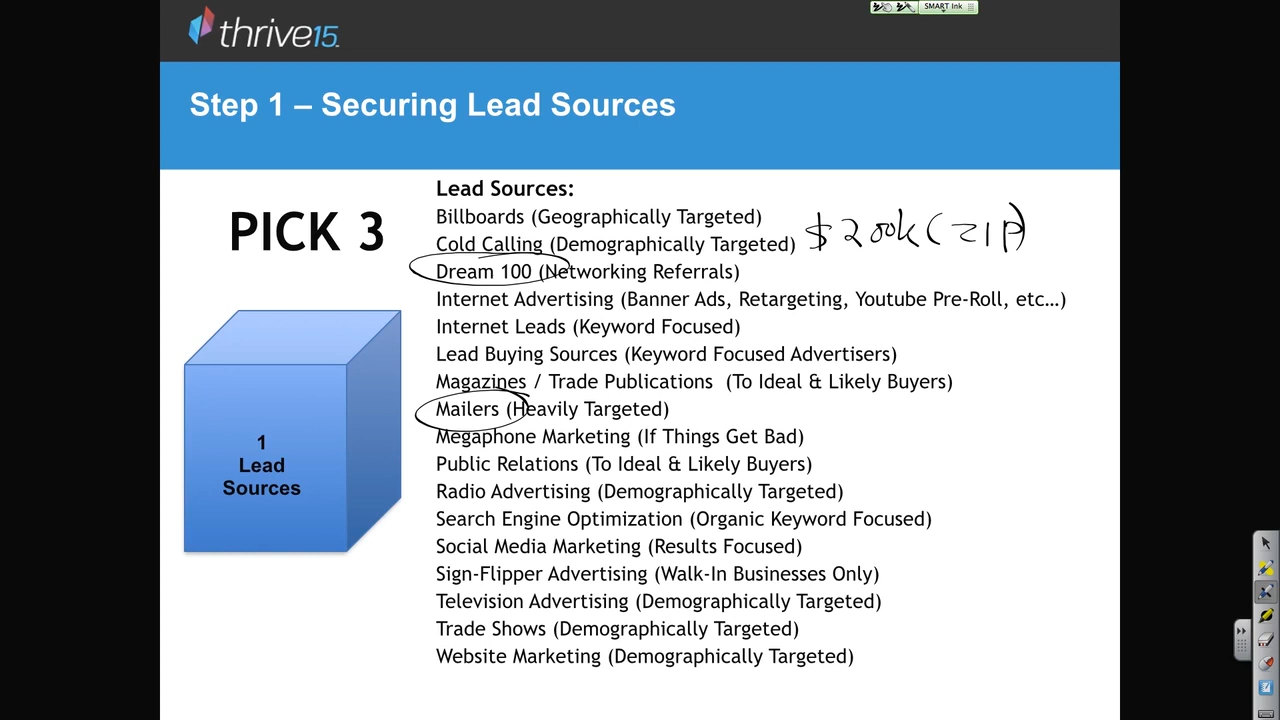 SMART Ink
thrive15
Step 1 – Securing Lead Sources
PICK 3
Lead Sources:
Billboards (Geographically Targeted)
Cold Calling (Demographically Targeted)
$200k (ZIP)
Dream 100 (Networking Referrals)
Internet Advertising (Banner Ads, Retargeting, Youtube Pre-Roll, etc…)
Internet Leads (Keyword Focused)
Lead Buying Sources (Keyword Focused Advertisers)
Magazines / Trade Publications  (To Ideal & Likely Buyers)
Mailers (Heavily Targeted)
Megaphone Marketing (If Things Get Bad)
Public Relations (To Ideal & Likely Buyers)
Radio Advertising (Demographically Targeted)
Search Engine Optimization (Organic Keyword Focused)
Social Media Marketing (Results Focused)
Sign-Flipper Advertising (Walk-In Businesses Only)
Television Advertising (Demographically Targeted)
Trade Shows (Demographically Targeted)
Website Marketing (Demographically Targeted)
1
Lead
Sources